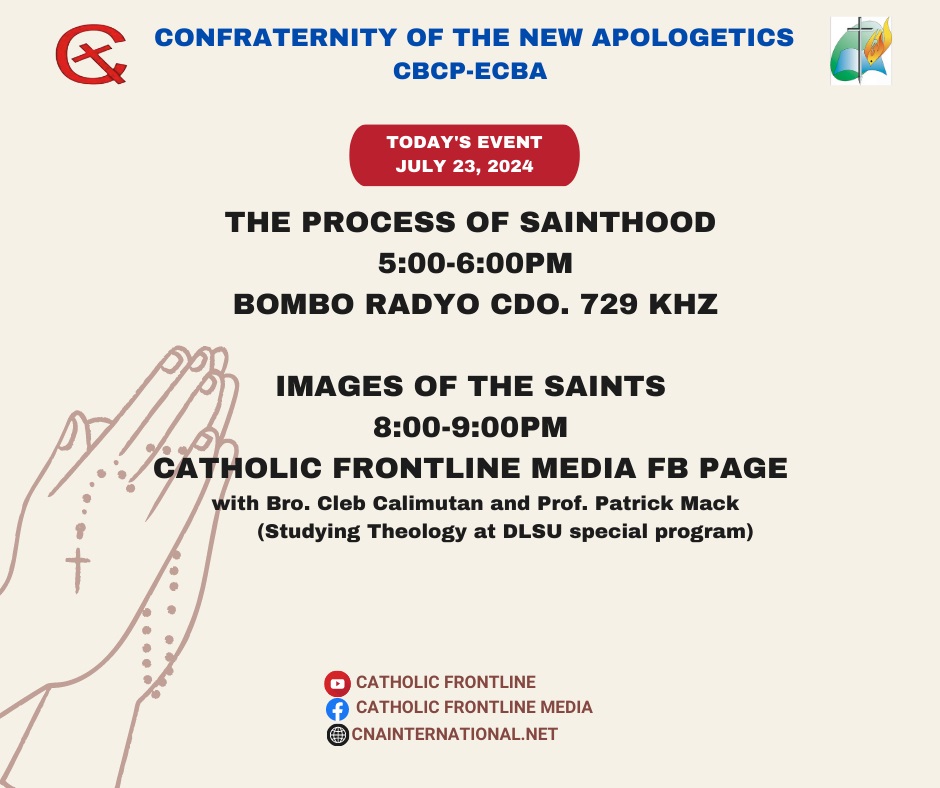 CONFRATERNITY OF THE NEW APOLOGETICS
CBCP-ECBA
TODAY'S EVENT
JULY 23, 2024
THE PROCESS OF SAINTHOOD
5:00-6:00PM
BOMBO RADYO CDO. 729 KHZ
IMAGES OF THE SAINTS
8:00-9:00PM
CATHOLIC FRONTLINE MEDIA FB PAGE
with Bro. Cleb Calimutan and Prof. Patrick Mack
(Studying Theology at DLSU special program)
CATHOLIC FRONTLINE
CATHOLIC FRONTLINE MEDIA
CNAINTERNATIONAL.NET